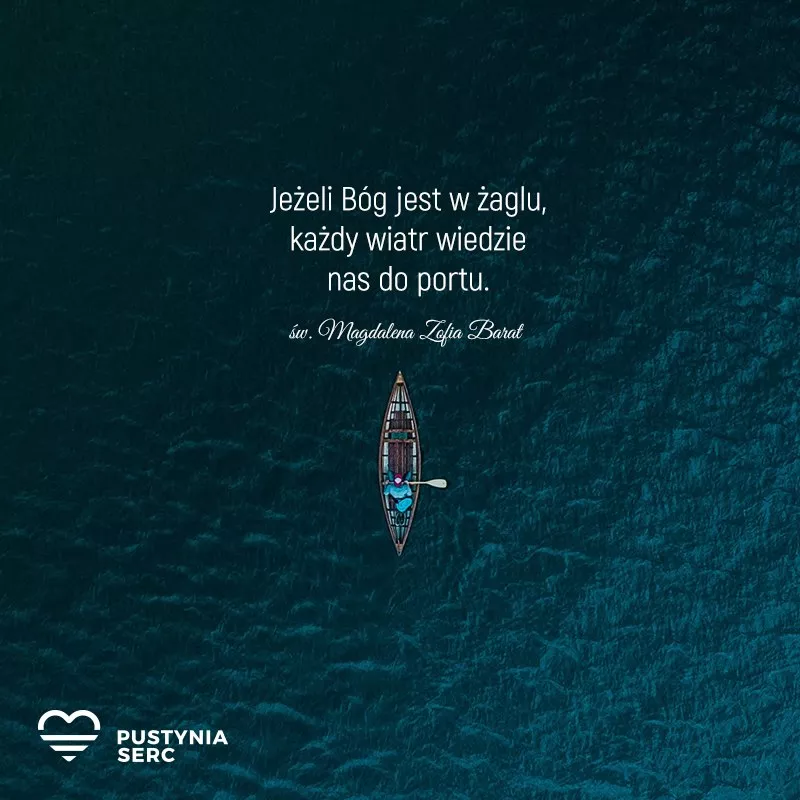 Jeżeli Bóg jest w żaglu,
każdy wiatr wiedzie
nas do portu.
św. Magdalena Zofia Barat
PUSTYNIA
SERC